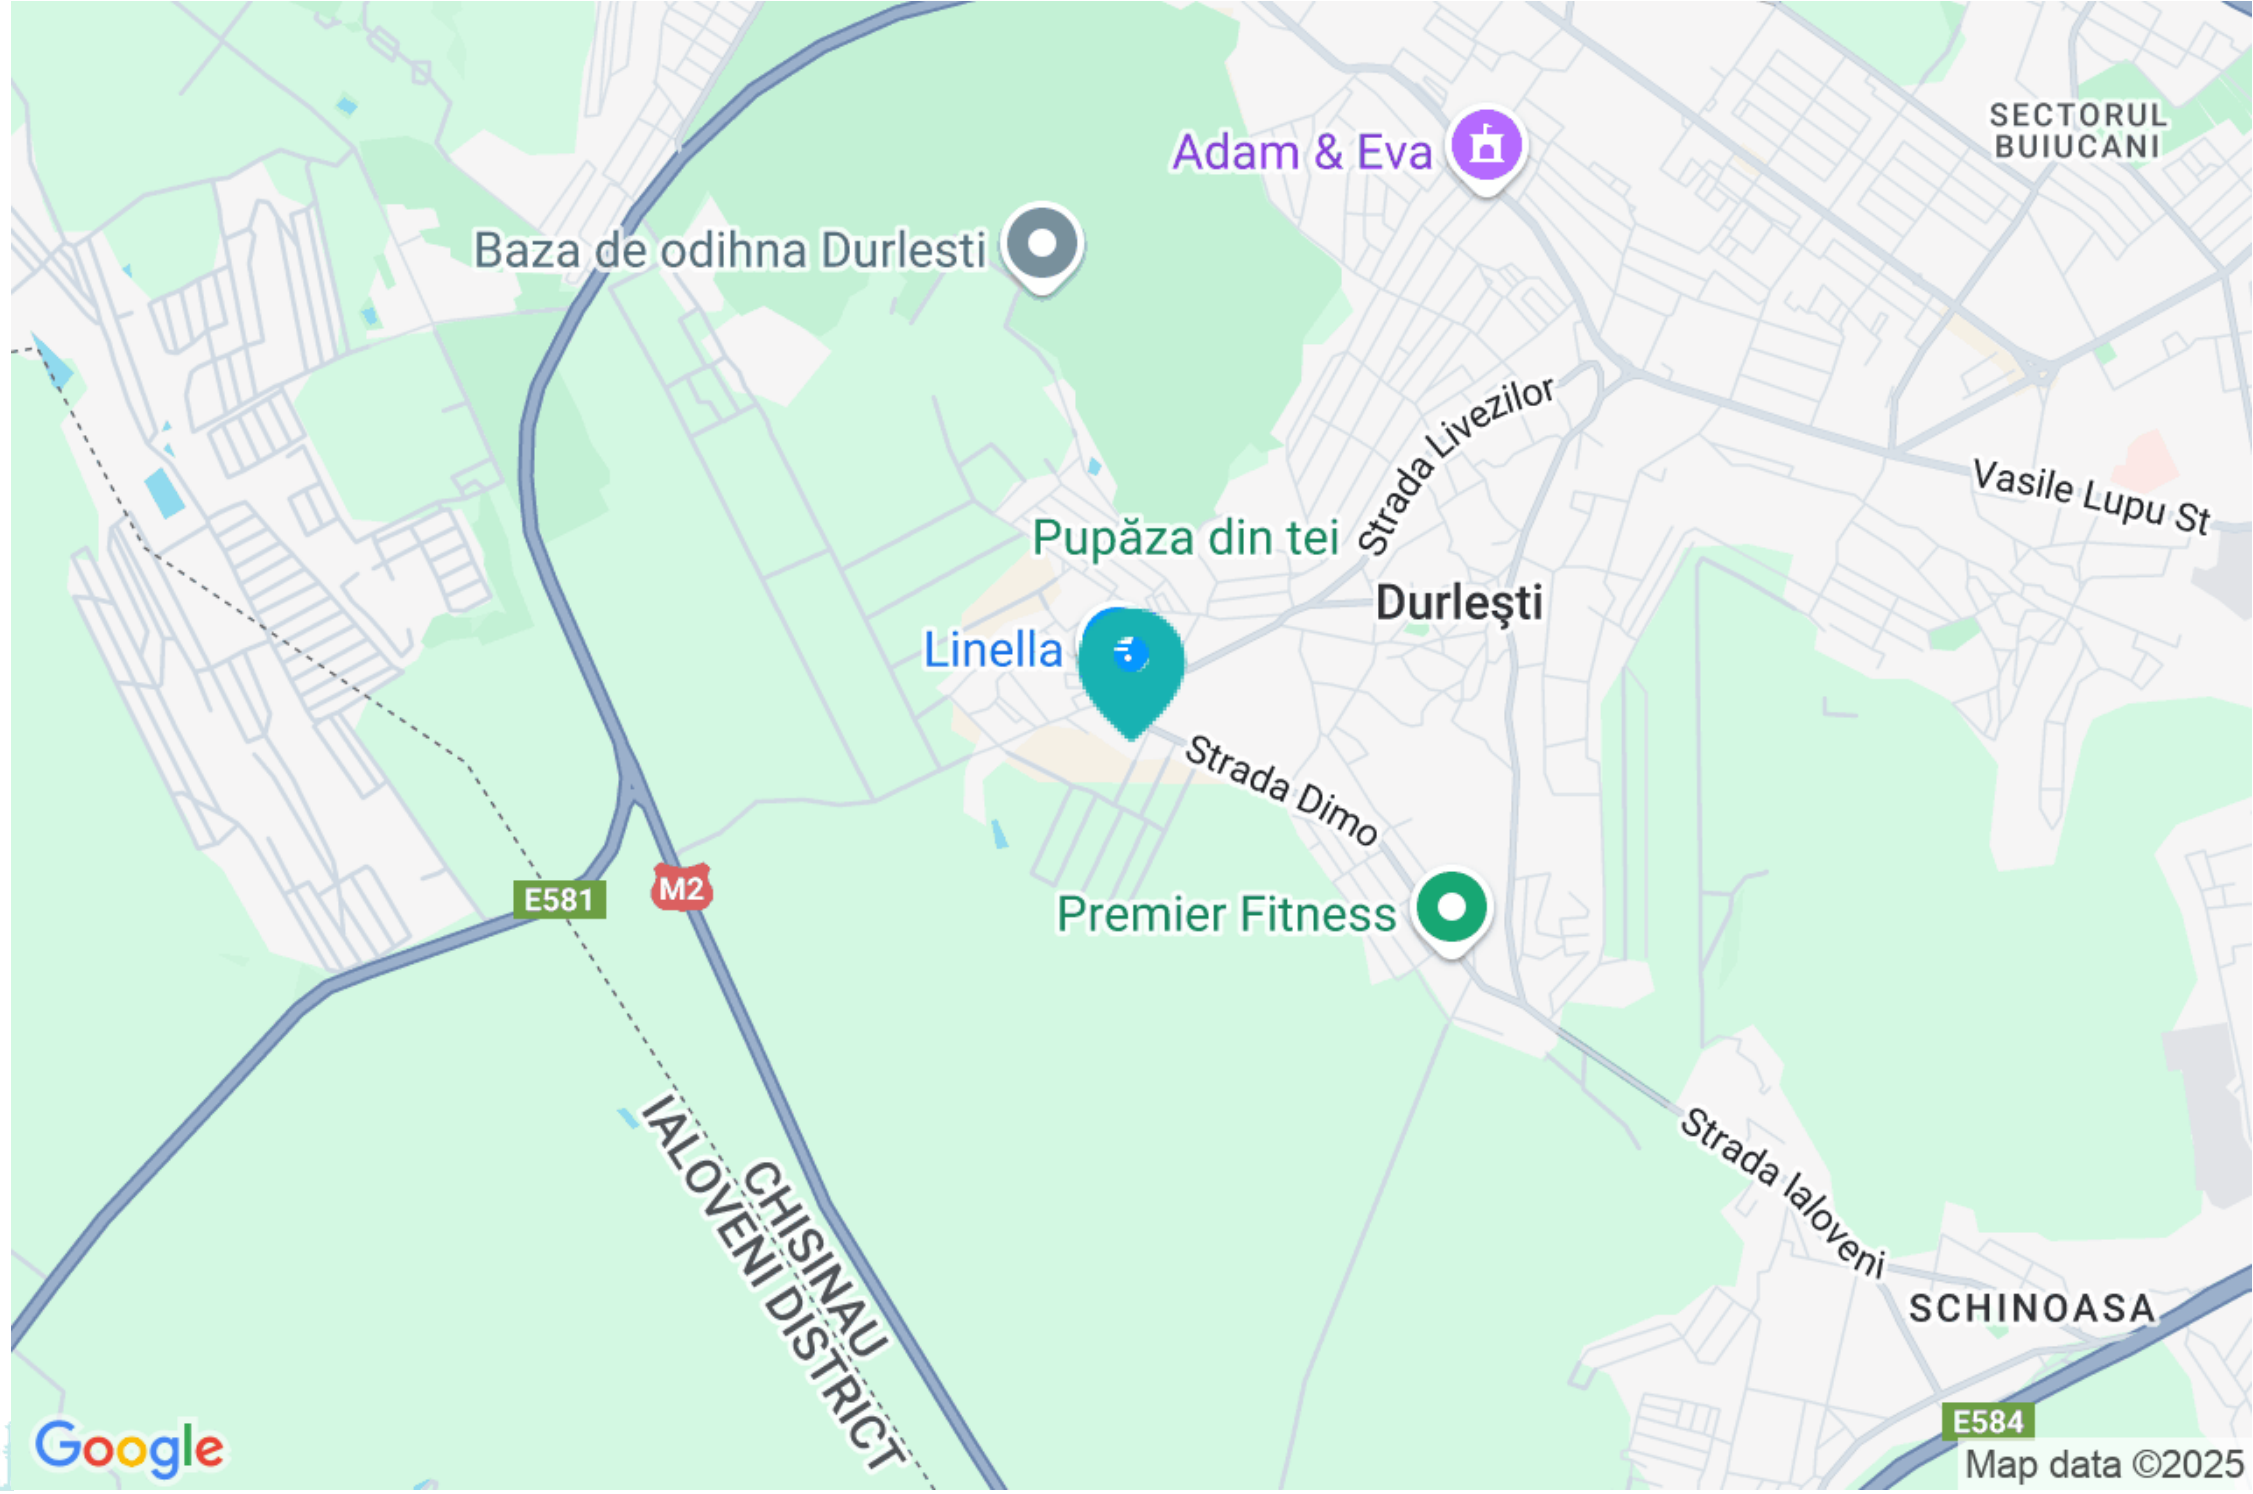 SECTORUL
BUIUCANI
Adam & Eva
Baza de odihna Durlesti
Strada Livezilor
Vasile Lupu St
Pupăza din tei
Durleşti
Linella
Strada Dimo
E581
M2
Premier Fitness
IALOVENI DISTRICT
CHISINAU
Strada Ialoveni
SCHINOASA
E584
Google
Map data ©2025